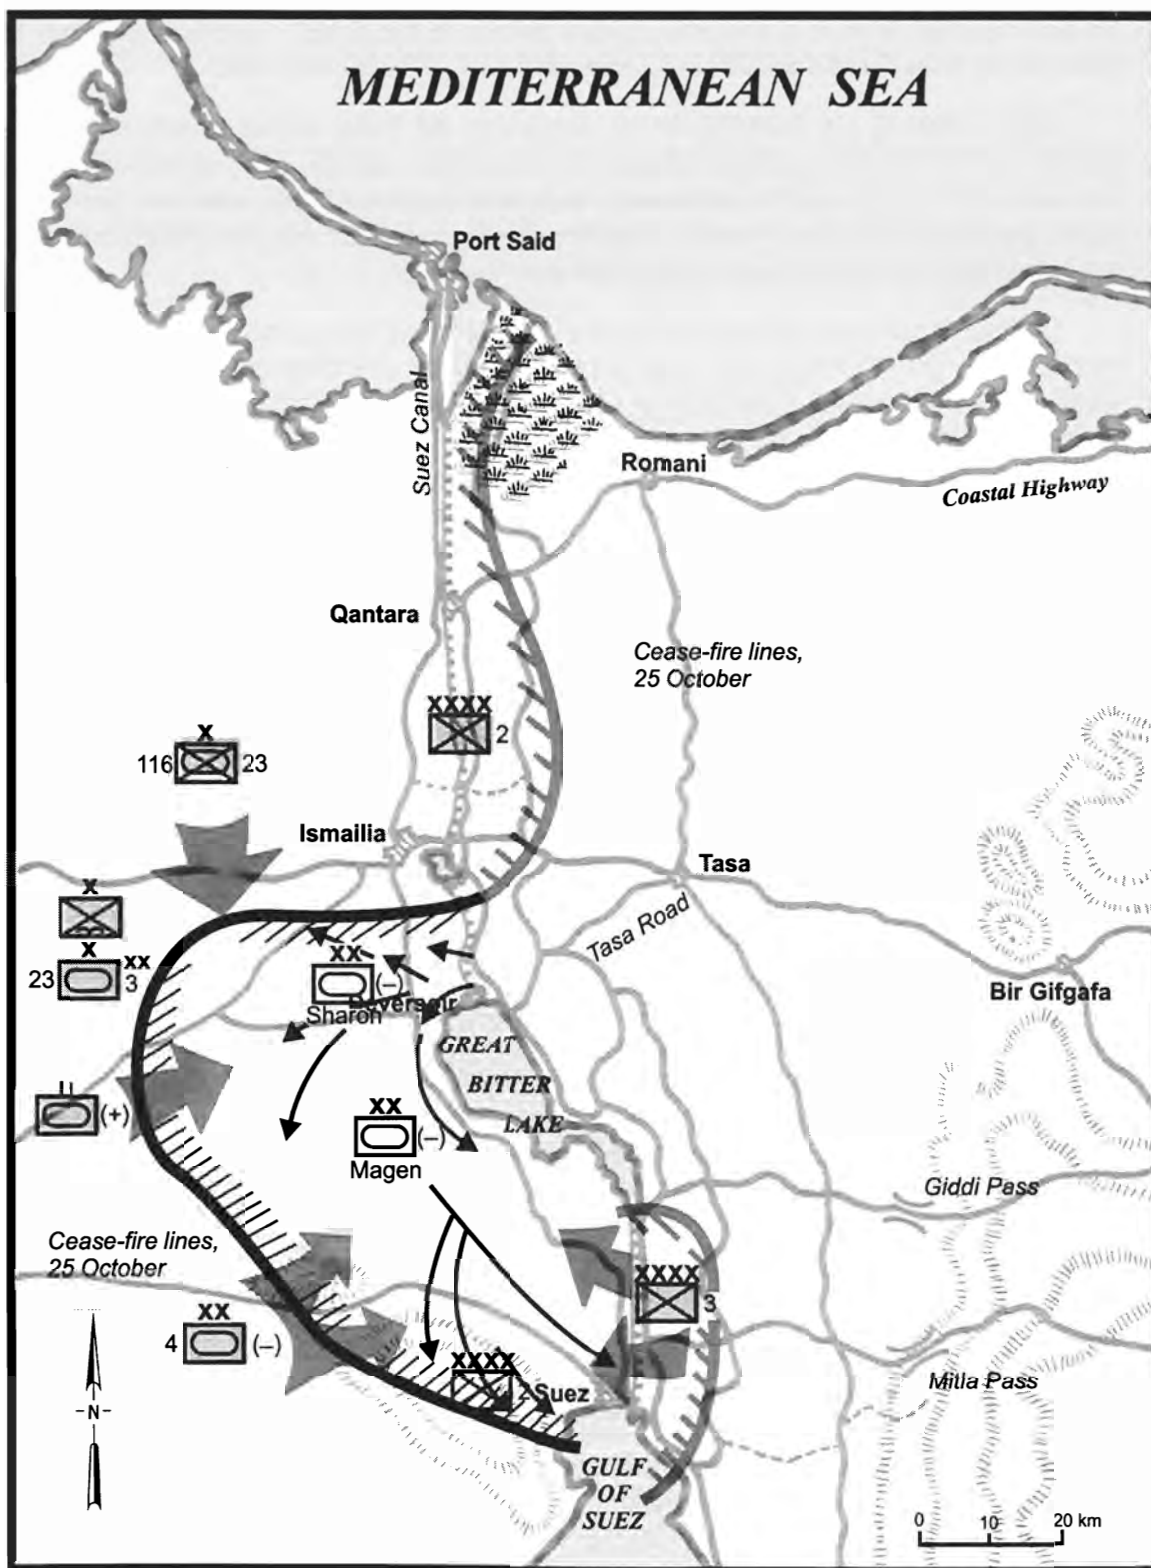 MEDITERRANEAN SEA
Port Said
Suez Canal
Romani
Coastal Highway
Qantara
Cease-fire lines,
25 October
XXXX
2
X
116 23
Ismailia
Tasa
X
Tasa Road
X
XX
23 3
XX
(–)
Deversoir
Sharon
Bir Gifgafa
GREAT
BITTER
LAKE
II
(+)
XX
(–)
Magen
Giddi Pass
Cease-fire lines,
25 October
XXXX
3
XX
4 (–)
XXXX
2
Suez
Mitla Pass
-N-
GULF
OF
SUEZ
0 10 20 km